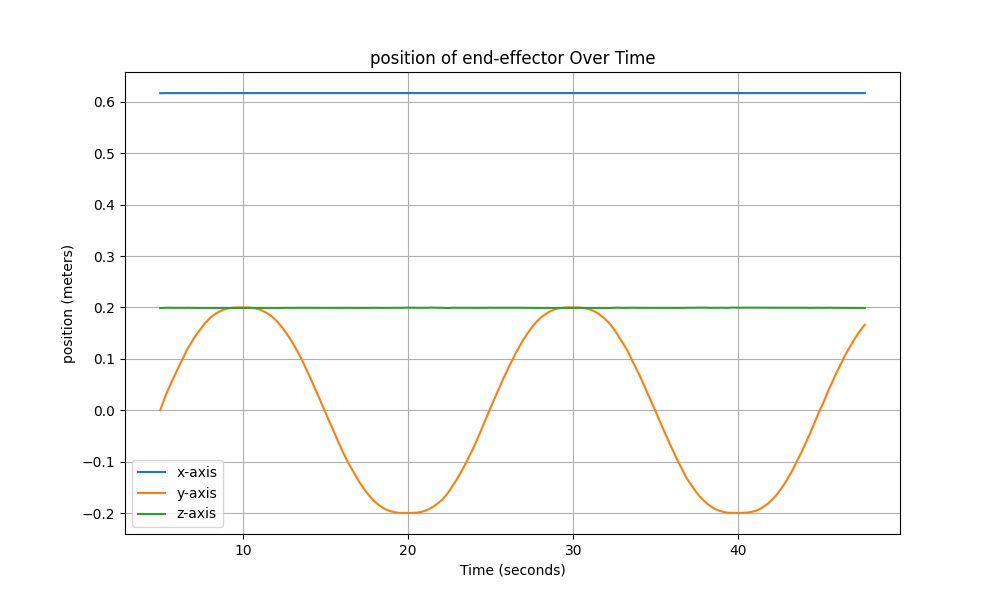 position of end-effector Over Time
position (meters)
0.6
0.5
0.4
0.3
0.2
0.1
0.0
−0.1
−0.2
x-axis
y-axis
z-axis
10 20 30 40
Time (seconds)